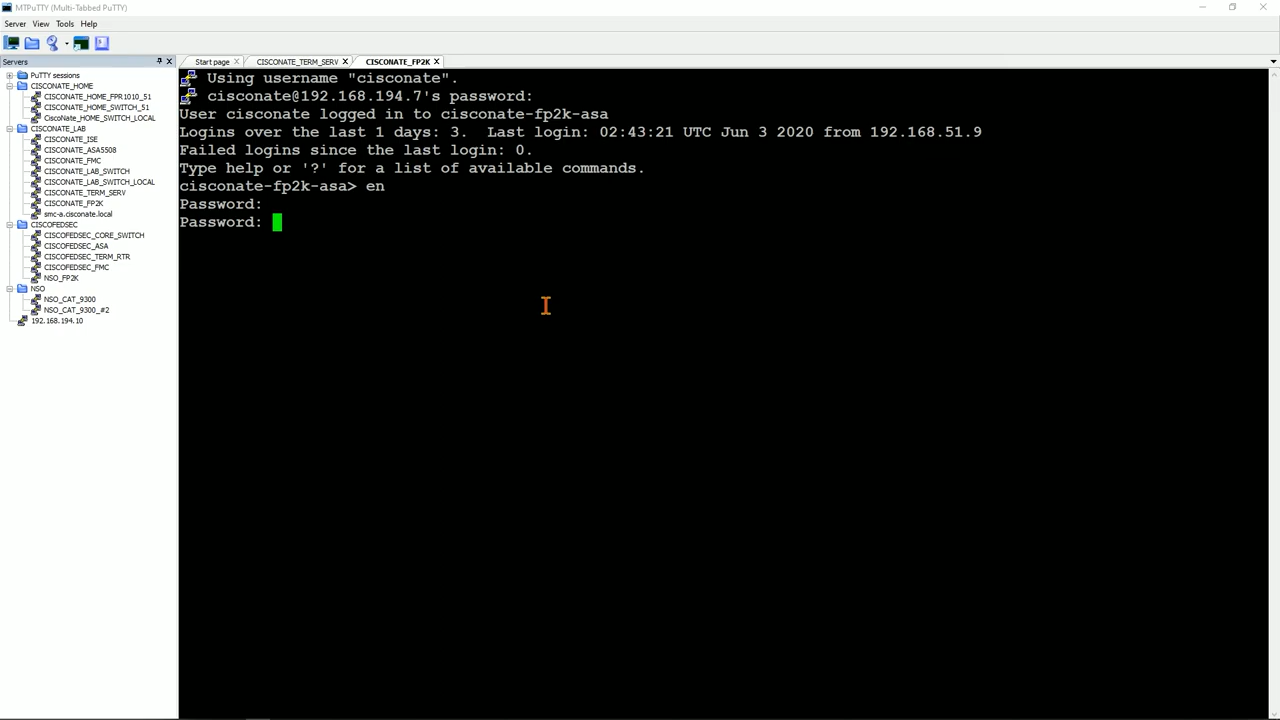 MTPuTTY (Multi-Tabbed PuTTY)
Server View Tools Help
Servers
Start page
CISCONATE_TERM_SERV
CISCONATE_FP2K
PuTTY sessions
CISCONATE_HOME
CISCONATE_HOME_FPR1010_51
CISCONATE_HOME_SWITCH_51
CiscoNate_HOME_SWITCH_LOCAL
CISCONATE_LAB
CISCONATE_ISE
CISCONATE_ASA5508
CISCONATE_FMC
CISCONATE_LAB_SWITCH
CISCONATE_LAB_SWITCH_LOCAL
CISCONATE_TERM_SERV
CISCONATE_FP2K
smc-a.cisconate.local
CISCOFEDSEC
CISCOFEDSEC_CORE_SWITCH
CISCOFEDSEC_ASA
CISCOFEDSEC_TERM_RTR
CISCOFEDSEC_FMC
NSO_FP2K
NSO
NSO_CAT_9300
NSO_CAT_9300_#2
192.168.194.10
Using username "cisconate".
cisconate@192.168.194.7's password:
User cisconate logged in to cisconate-fp2k-asa
Logins over the last 1 days: 3.  Last login: 02:43:21 UTC Jun 3 2020 from 192.168.51.9
Failed logins since the last login: 0.
Type help or '?' for a list of available commands.
cisconate-fp2k-asa> en
Password:
Password: